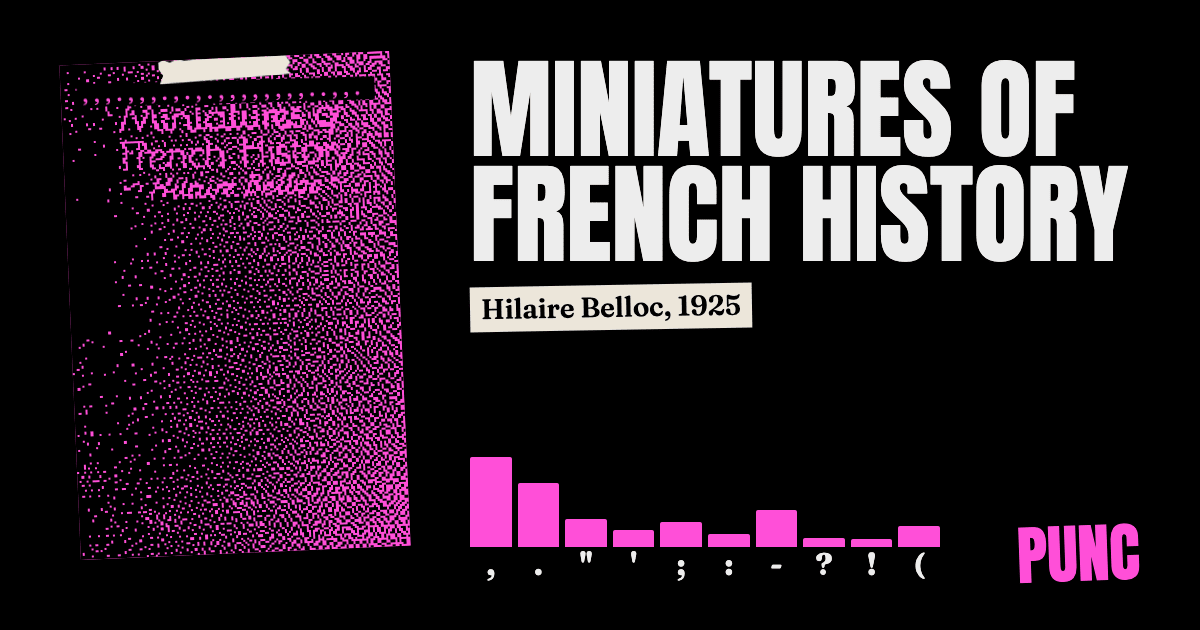 Miniatures of
French History
~ Hilaire Belloc
MINIATURES OF
FRENCH HISTORY
Hilaire Belloc, 1925
, . " ' ; : - ? ! (
PUNC